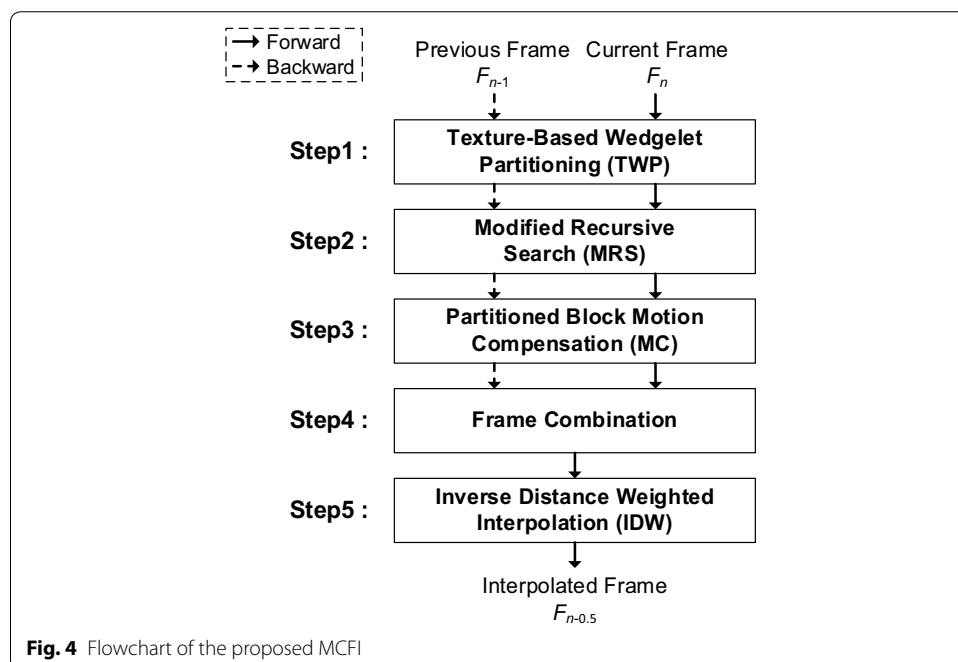 Forward
Backward
Previous Frame Current Frame
Fn-1 Fn
Step1 : Texture-Based Wedgelet
Partitioning (TWP)
Step2 : Modified Recursive
Search (MRS)
Step3 : Partitioned Block Motion
Compensation (MC)
Step4 : Frame Combination
Step5 : Inverse Distance Weighted
Interpolation (IDW)
Interpolated Frame
Fn-0.5
Fig. 4 Flowchart of the proposed MCFI